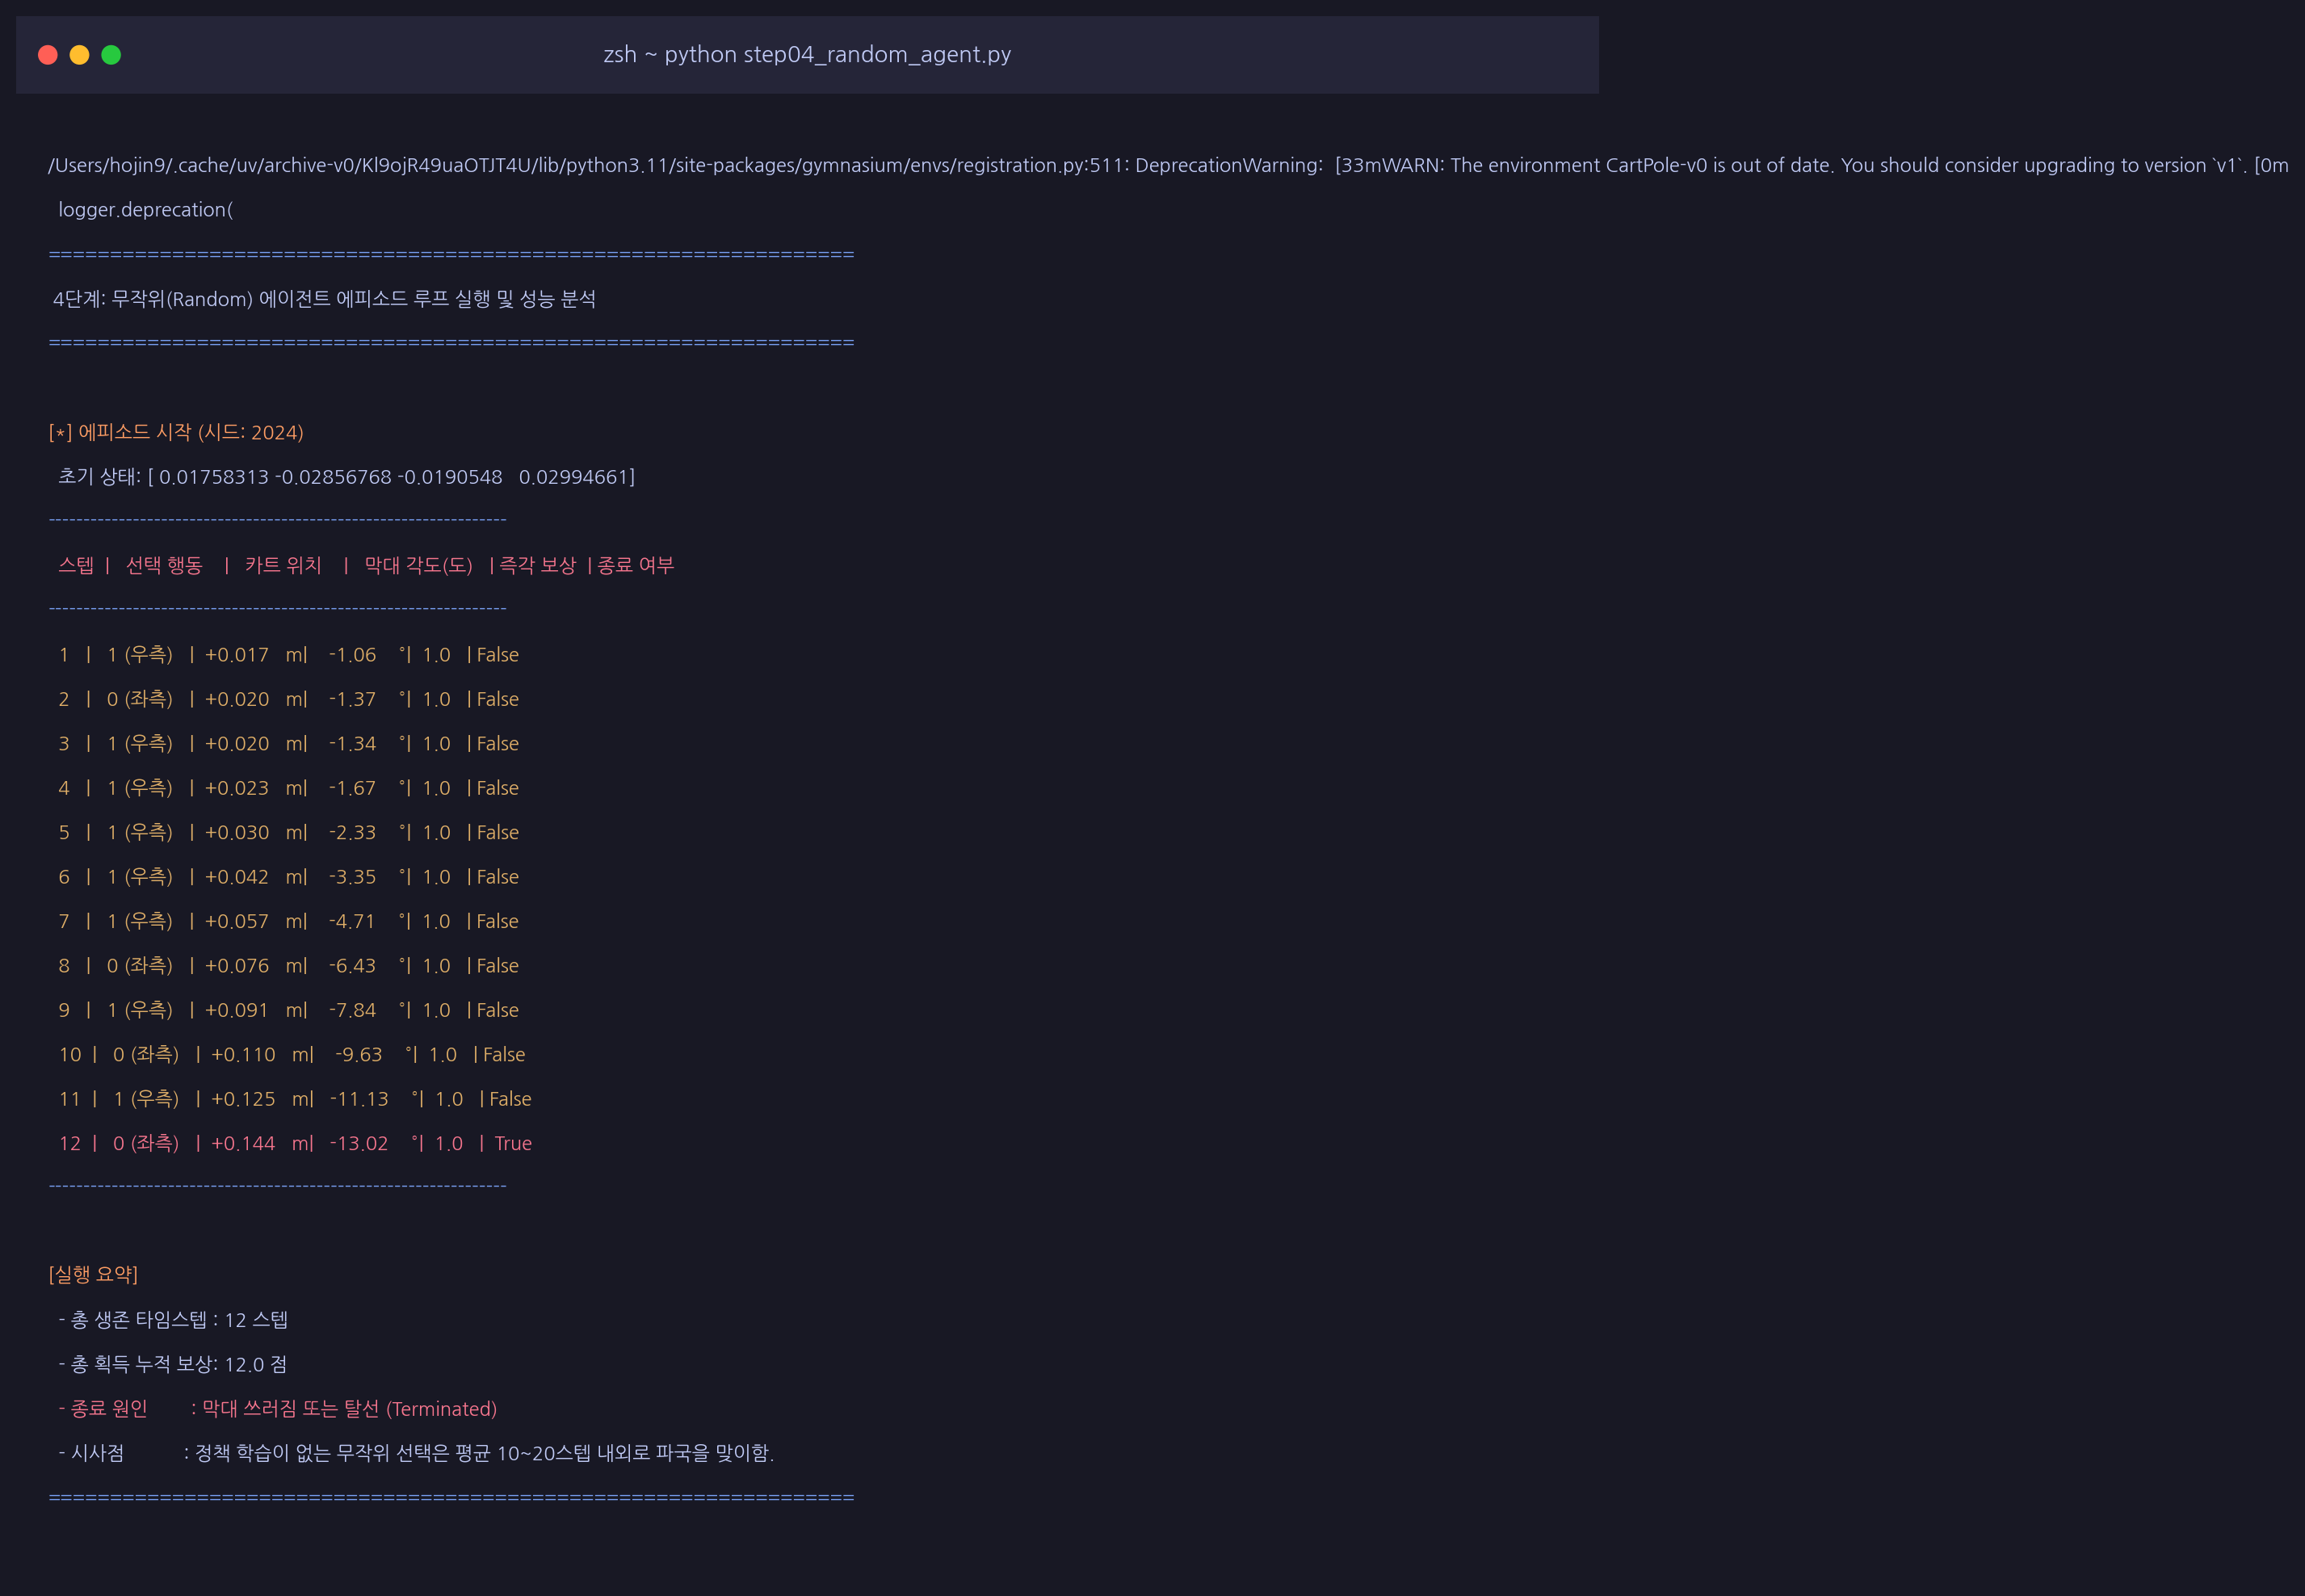 zsh ~ python step04_random_agent.py
/Users/hojin9/.cache/uv/archive-v0/Kl9ojR49uaOTJT4U/lib/python3.11/site-packages/gymnasium/envs/registration.py:511: DeprecationWarning:  [33mWARN: The environment CartPole-v0 is out of date. You should consider upgrading to version `v1`. [0m
logger.deprecation(
=================================================================
4단계: 무작위(Random) 에이전트 에피소드 루프 실행 및 성능 분석
=================================================================
[*] 에피소드 시작 (시드: 2024)
초기 상태: [ 0.01758313 -0.02856768 -0.0190548   0.02994661]
-----------------------------------------------------------------
스텝 | 선택 행동 | 카트 위치 | 막대 각도(도) | 즉각 보상 | 종료 여부
-----------------------------------------------------------------
1 | 1 (우측) | +0.017 m| -1.06 °| 1.0 | False
2 | 0 (좌측) | +0.020 m| -1.37 °| 1.0 | False
3 | 1 (우측) | +0.020 m| -1.34 °| 1.0 | False
4 | 1 (우측) | +0.023 m| -1.67 °| 1.0 | False
5 | 1 (우측) | +0.030 m| -2.33 °| 1.0 | False
6 | 1 (우측) | +0.042 m| -3.35 °| 1.0 | False
7 | 1 (우측) | +0.057 m| -4.71 °| 1.0 | False
8 | 0 (좌측) | +0.076 m| -6.43 °| 1.0 | False
9 | 1 (우측) | +0.091 m| -7.84 °| 1.0 | False
10 | 0 (좌측) | +0.110 m| -9.63 °| 1.0 | False
11 | 1 (우측) | +0.125 m| -11.13 °| 1.0 | False
12 | 0 (좌측) | +0.144 m| -13.02 °| 1.0 | True
-----------------------------------------------------------------
[실행 요약]
- 총 생존 타임스텝 : 12 스텝
- 총 획득 누적 보상: 12.0 점
- 종료 원인 : 막대 쓰러짐 또는 탈선 (Terminated)
- 시사점 : 정책 학습이 없는 무작위 선택은 평균 10~20스텝 내외로 파국을 맞이함.
=================================================================